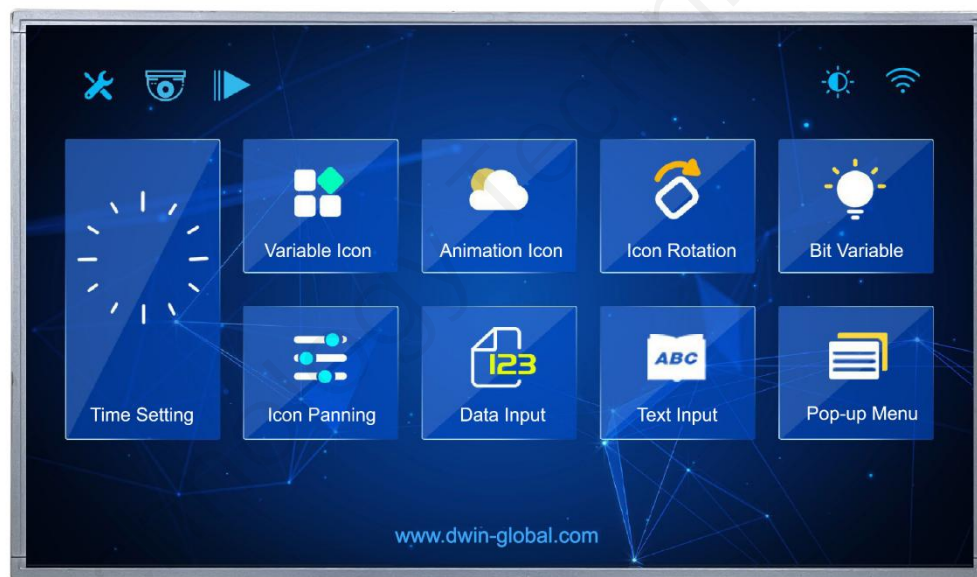 Variable Icon
Animation Icon
Icon Rotation
Bit Variable
Time Setting
Icon Panning
123
Data Input
ABC
Text Input
Pop-up Menu
www.dwin-global.com